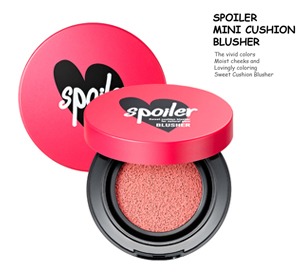 SPOILER
MINI CUSHION
BLUSHER
The vivid colors
Moist cheeks and
Lovingly coloring
Sweet Cushion Blusher
spoiler
spoiler
BLUSHER